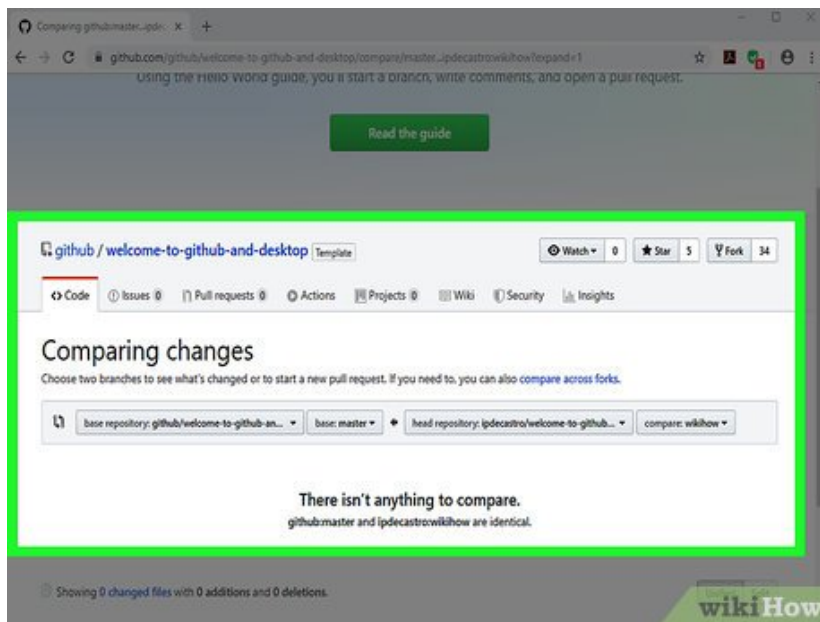 Comparing github:master...ipdec
github.com/github/welcome-to-github-and-desktop/compare/master...ipdecastro:wikihow?expand=1
Using the Hello World guide, you'll start a branch, write comments, and open a pull request.
Read the guide
github / welcome-to-github-and-desktop Template Watch 0 Star 5 Fork 34
Code Issues 0 Pull requests 0 Actions Projects 0 Wiki Security Insights
Comparing changes
Choose two branches to see what's changed or to start a new pull request. If you need to, you can also compare across forks.
base repository: github/welcome-to-github-an... base: master head repository: ipdecastro/welcome-to-github... compare: wikihow
There isn't anything to compare.
github:master and ipdecastro:wikihow are identical.
Showing 0 changed files with 0 additions and 0 deletions.
wikiHow